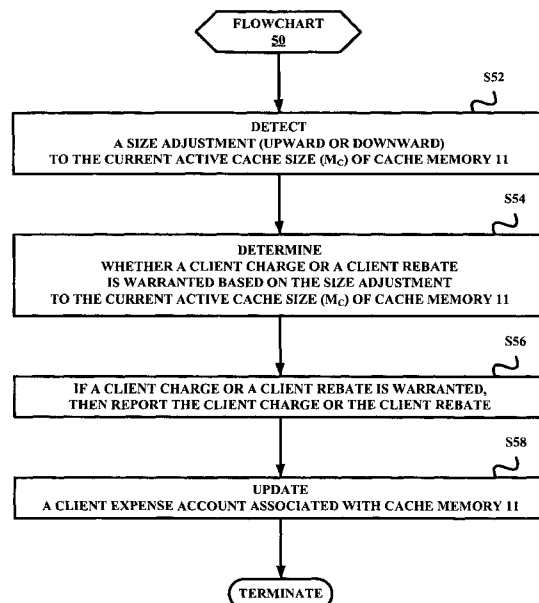 FLOWCHART
50
S52
DETECT
A SIZE ADJUSTMENT (UPWARD OR DOWNWARD)
TO THE CURRENT ACTIVE CACHE SIZE (MC) OF CACHE MEMORY 11
S54
DETERMINE
WHETHER A CLIENT CHARGE OR A CLIENT REBATE
IS WARRANTED BASED ON THE SIZE ADJUSTMENT
TO THE CURRENT ACTIVE CACHE SIZE (MC) OF CACHE MEMORY 11
S56
IF A CLIENT CHARGE OR A CLIENT REBATE IS WARRANTED,
THEN REPORT THE CLIENT CHARGE OR THE CLIENT REBATE
S58
UPDATE
A CLIENT EXPENSE ACCOUNT ASSOCIATED WITH CACHE MEMORY 11
TERMINATE